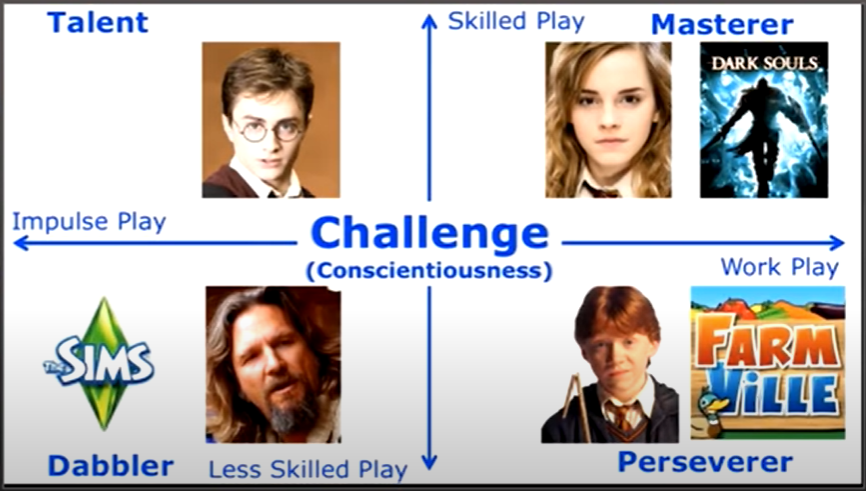 Talent
Skilled Play
Masterer
DARK SOULS
Impulse Play
Challenge
(Conscientiousness)
Work Play
The SIMS
FARM
VILLE
Dabbler
Less Skilled Play
Perseverer